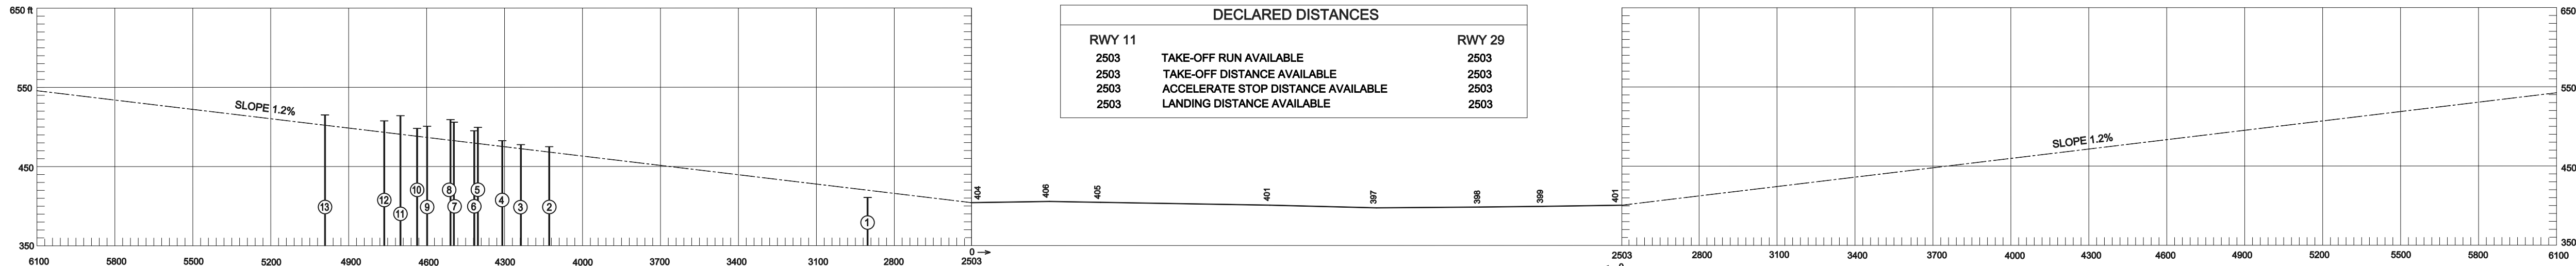 DECLARED DISTANCES
RWY 11 RWY 29
2503 TAKE-OFF RUN AVAILABLE 2503
2503 TAKE-OFF DISTANCE AVAILABLE 2503
2503 ACCELERATE STOP DISTANCE AVAILABLE 2503
2503 LANDING DISTANCE AVAILABLE 2503
650 ft
550
450
350
SLOPE 1.2%
13
12
11
10
9
8
7
6
5
4
3
2
1
6100 5800 5500 5200 4900 4600 4300 4000 3700 3400 3100 2800 2503
0 →
404 406 405 401 397 398 399 401
SLOPE 1.2%
650
550
450
350
2503 2800 3100 3400 3700 4000 4300 4600 4900 5200 5500 5800 6100